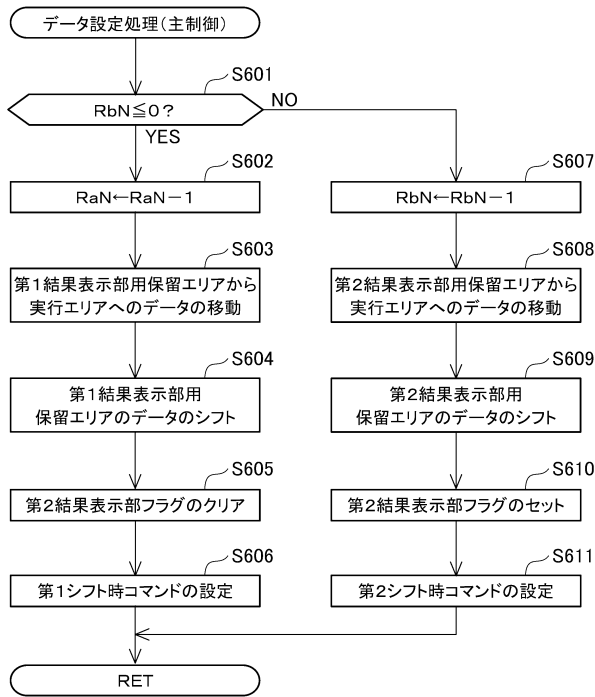 データ設定処理(主制御)
S601
RbN≦0?
NO
YES
S602
RaN←RaN-1
S603
第1結果表示部用保留エリアから
実行エリアへのデータの移動
S604
第1結果表示部用
保留エリアのデータのシフト
S605
第2結果表示部フラグのクリア
S606
第1シフト時コマンドの設定
S607
RbN←RbN-1
S608
第2結果表示部用保留エリアから
実行エリアへのデータの移動
S609
第2結果表示部用
保留エリアのデータのシフト
S610
第2結果表示部フラグのセット
S611
第2シフト時コマンドの設定
RET